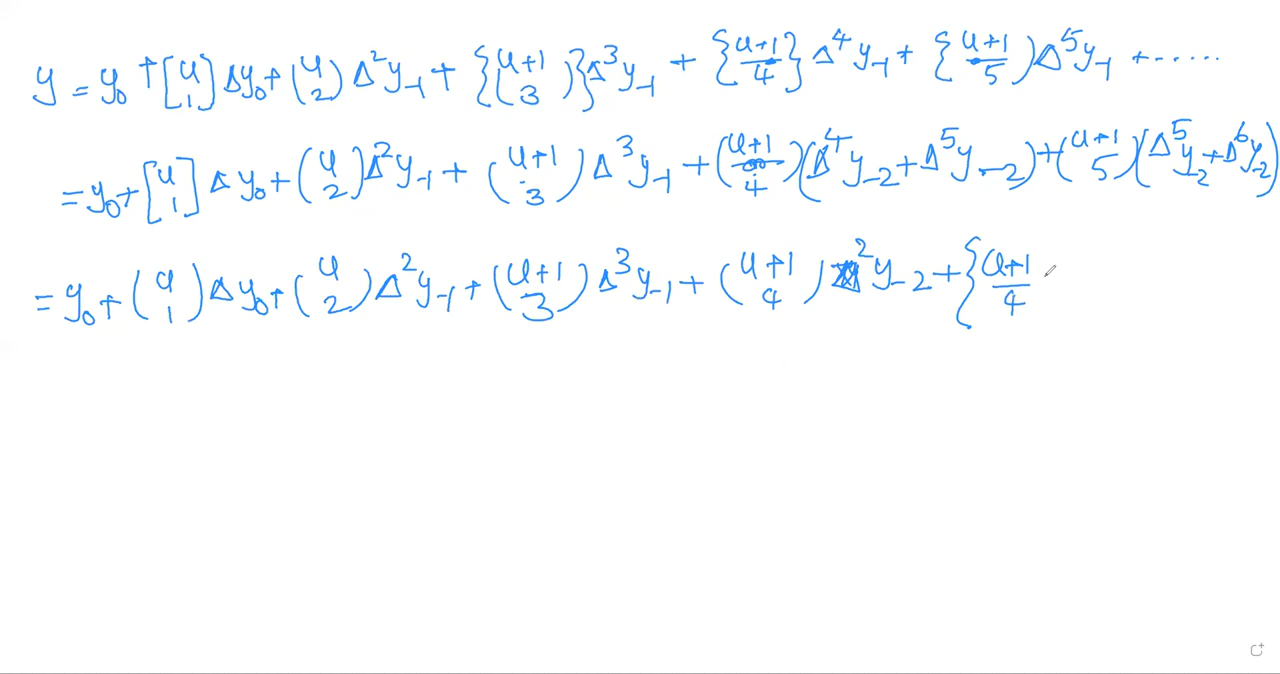 y = y₀ + [u 1] Δy₀ + (u 2) Δ²y₋₁ + {(u+1 3)} Δ³y₋₁ + {u+1/4} Δ⁴y₋₁ + {u+1/5) Δ⁵y₋₁ + ......
= y₀ + [u 1] Δy₀ + (u 2) Δ²y₋₁ + (u+1 3) Δ³y₋₁ + (u+1/4) (Δ⁴y₋₂ + Δ⁵y₋₂) + (u+1 5) (Δ⁵y₂ + Δ⁶y₋₂)
= y₀ + (u 1) Δy₀ + (u 2) Δ²y₋₁ + (u+1 3) Δ³y₋₁ + (u+1 4) ²y₋₂ + {u+1/4